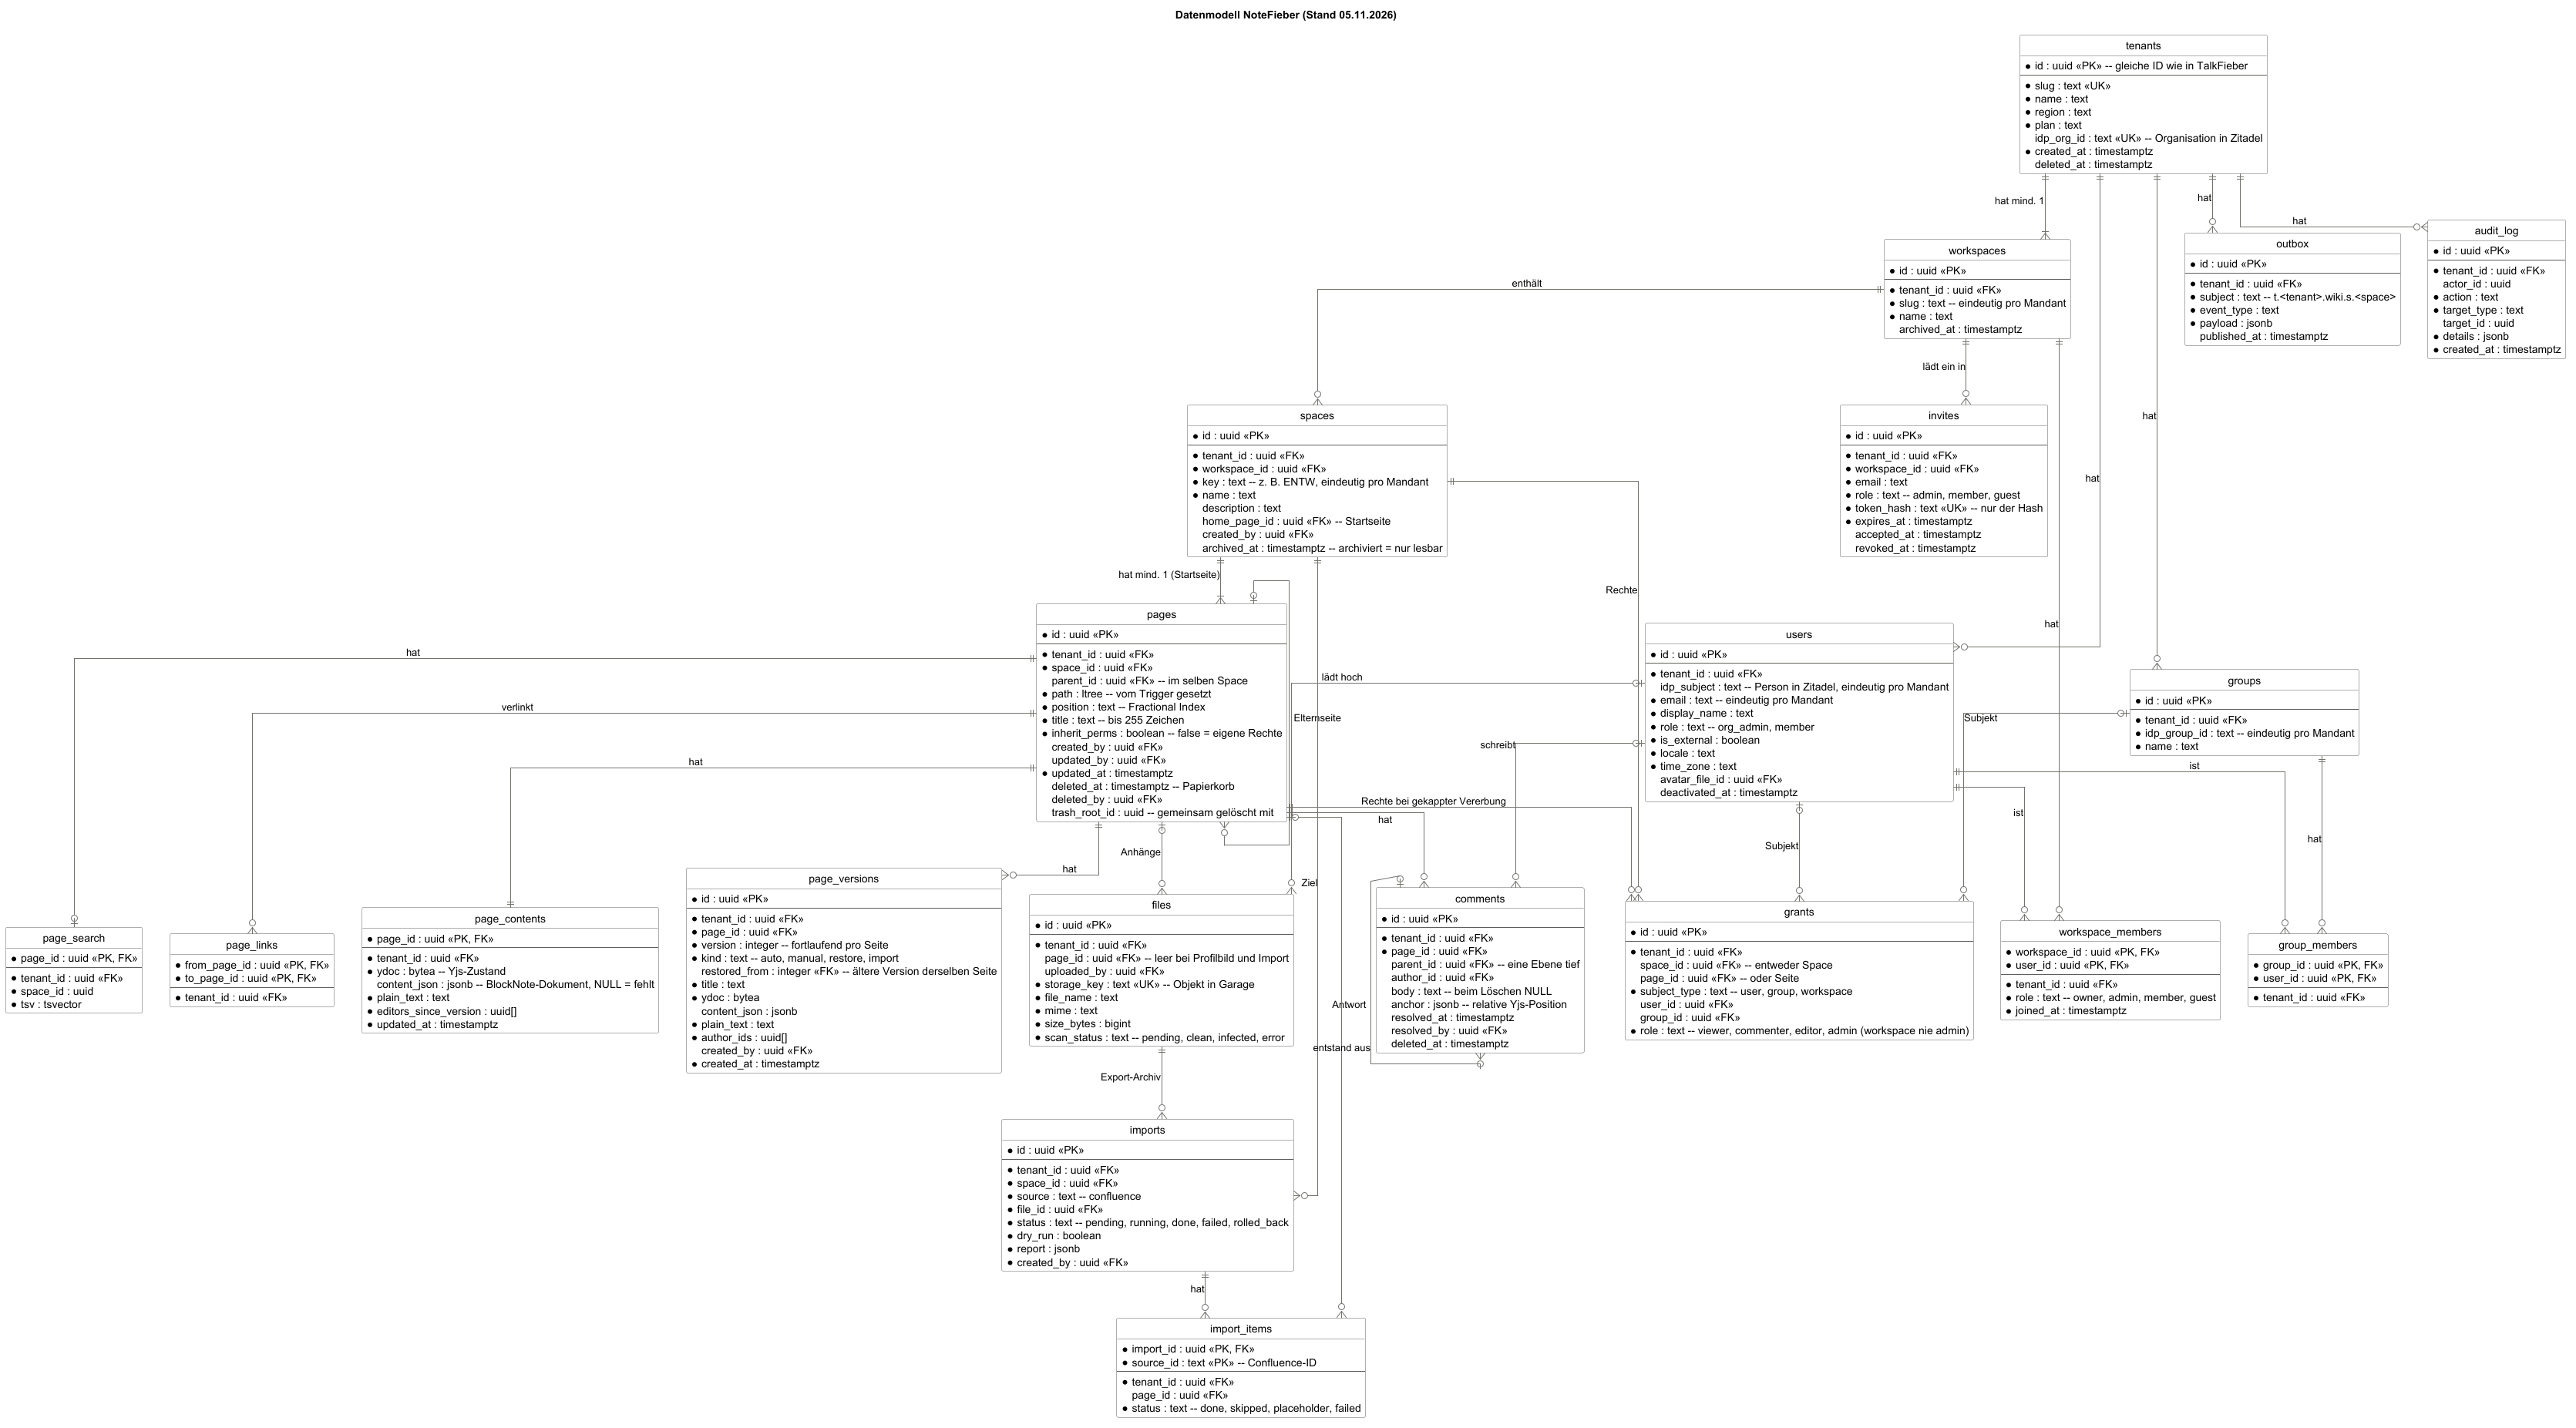 Datenmodell NoteFieber (Stand 05.11.2026)
tenants
id : uuid «PK» -- gleiche ID wie in TalkFieber
slug : text «UK»
name : text
region : text
plan : text
idp_org_id : text «UK» -- Organisation in Zitadel
created_at : timestamptz
deleted_at : timestamptz
hat mind. 1
hat
hat
hat
hat
workspaces
id : uuid «PK»
tenant_id : uuid «FK»
slug : text -- eindeutig pro Mandant
name : text
archived_at : timestamptz
outbox
id : uuid «PK»
tenant_id : uuid «FK»
subject : text -- t.<tenant>.wiki.s.<space>
event_type : text
payload : jsonb
published_at : timestamptz
audit_log
id : uuid «PK»
tenant_id : uuid «FK»
actor_id : uuid
action : text
target_type : text
target_id : uuid
details : jsonb
created_at : timestamptz
enthält
lädt ein in
hat
spaces
id : uuid «PK»
tenant_id : uuid «FK»
workspace_id : uuid «FK»
key : text -- z. B. ENTW, eindeutig pro Mandant
name : text
description : text
home_page_id : uuid «FK» -- Startseite
created_by : uuid «FK»
archived_at : timestamptz -- archiviert = nur lesbar
invites
id : uuid «PK»
tenant_id : uuid «FK»
workspace_id : uuid «FK»
email : text
role : text -- admin, member, guest
token_hash : text «UK» -- nur der Hash
expires_at : timestamptz
accepted_at : timestamptz
revoked_at : timestamptz
hat mind. 1 (Startseite)
Rechte
pages
id : uuid «PK»
tenant_id : uuid «FK»
space_id : uuid «FK»
parent_id : uuid «FK» -- im selben Space
path : ltree -- vom Trigger gesetzt
position : text -- Fractional Index
title : text -- bis 255 Zeichen
inherit_perms : boolean -- false = eigene Rechte
created_by : uuid «FK»
updated_by : uuid «FK»
updated_at : timestamptz
deleted_at : timestamptz -- Papierkorb
deleted_by : uuid «FK»
trash_root_id : uuid -- gemeinsam gelöscht mit
users
id : uuid «PK»
tenant_id : uuid «FK»
idp_subject : text -- Person in Zitadel, eindeutig pro Mandant
email : text -- eindeutig pro Mandant
display_name : text
role : text -- org_admin, member
is_external : boolean
locale : text
time_zone : text
avatar_file_id : uuid «FK»
deactivated_at : timestamptz
groups
id : uuid «PK»
tenant_id : uuid «FK»
idp_group_id : text -- eindeutig pro Mandant
name : text
hat
verlinkt
hat
lädt hoch
Elternseite
schreibt
Subjekt
ist
Rechte bei gekappter Vererbung
hat
ist
hat
Subjekt
Anhänge
hat
Ziel
page_search
page_id : uuid «PK, FK»
tenant_id : uuid «FK»
space_id : uuid
tsv : tsvector
page_links
from_page_id : uuid «PK, FK»
to_page_id : uuid «PK, FK»
tenant_id : uuid «FK»
page_contents
page_id : uuid «PK, FK»
tenant_id : uuid «FK»
ydoc : bytea -- Yjs-Zustand
content_json : jsonb -- BlockNote-Dokument, NULL = fehlt
plain_text : text
editors_since_version : uuid[]
updated_at : timestamptz
page_versions
id : uuid «PK»
tenant_id : uuid «FK»
page_id : uuid «FK»
version : integer -- fortlaufend pro Seite
kind : text -- auto, manual, restore, import
restored_from : integer «FK» -- ältere Version derselben Seite
title : text
ydoc : bytea
content_json : jsonb
plain_text : text
author_ids : uuid[]
created_by : uuid «FK»
created_at : timestamptz
files
id : uuid «PK»
tenant_id : uuid «FK»
page_id : uuid «FK» -- leer bei Profilbild und Import
uploaded_by : uuid «FK»
storage_key : text «UK» -- Objekt in Garage
file_name : text
mime : text
size_bytes : bigint
scan_status : text -- pending, clean, infected, error
comments
id : uuid «PK»
tenant_id : uuid «FK»
page_id : uuid «FK»
parent_id : uuid «FK» -- eine Ebene tief
author_id : uuid «FK»
body : text -- beim Löschen NULL
anchor : jsonb -- relative Yjs-Position
resolved_at : timestamptz
resolved_by : uuid «FK»
deleted_at : timestamptz
grants
id : uuid «PK»
tenant_id : uuid «FK»
space_id : uuid «FK» -- entweder Space
page_id : uuid «FK» -- oder Seite
subject_type : text -- user, group, workspace
user_id : uuid «FK»
group_id : uuid «FK»
role : text -- viewer, commenter, editor, admin (workspace nie admin)
workspace_members
workspace_id : uuid «PK, FK»
user_id : uuid «PK, FK»
tenant_id : uuid «FK»
role : text -- owner, admin, member, guest
joined_at : timestamptz
group_members
group_id : uuid «PK, FK»
user_id : uuid «PK, FK»
tenant_id : uuid «FK»
Antwort
entstand aus
Export-Archiv
imports
id : uuid «PK»
tenant_id : uuid «FK»
space_id : uuid «FK»
source : text -- confluence
file_id : uuid «FK»
status : text -- pending, running, done, failed, rolled_back
dry_run : boolean
report : jsonb
created_by : uuid «FK»
hat
import_items
import_id : uuid «PK, FK»
source_id : text «PK» -- Confluence-ID
tenant_id : uuid «FK»
page_id : uuid «FK»
status : text -- done, skipped, placeholder, failed